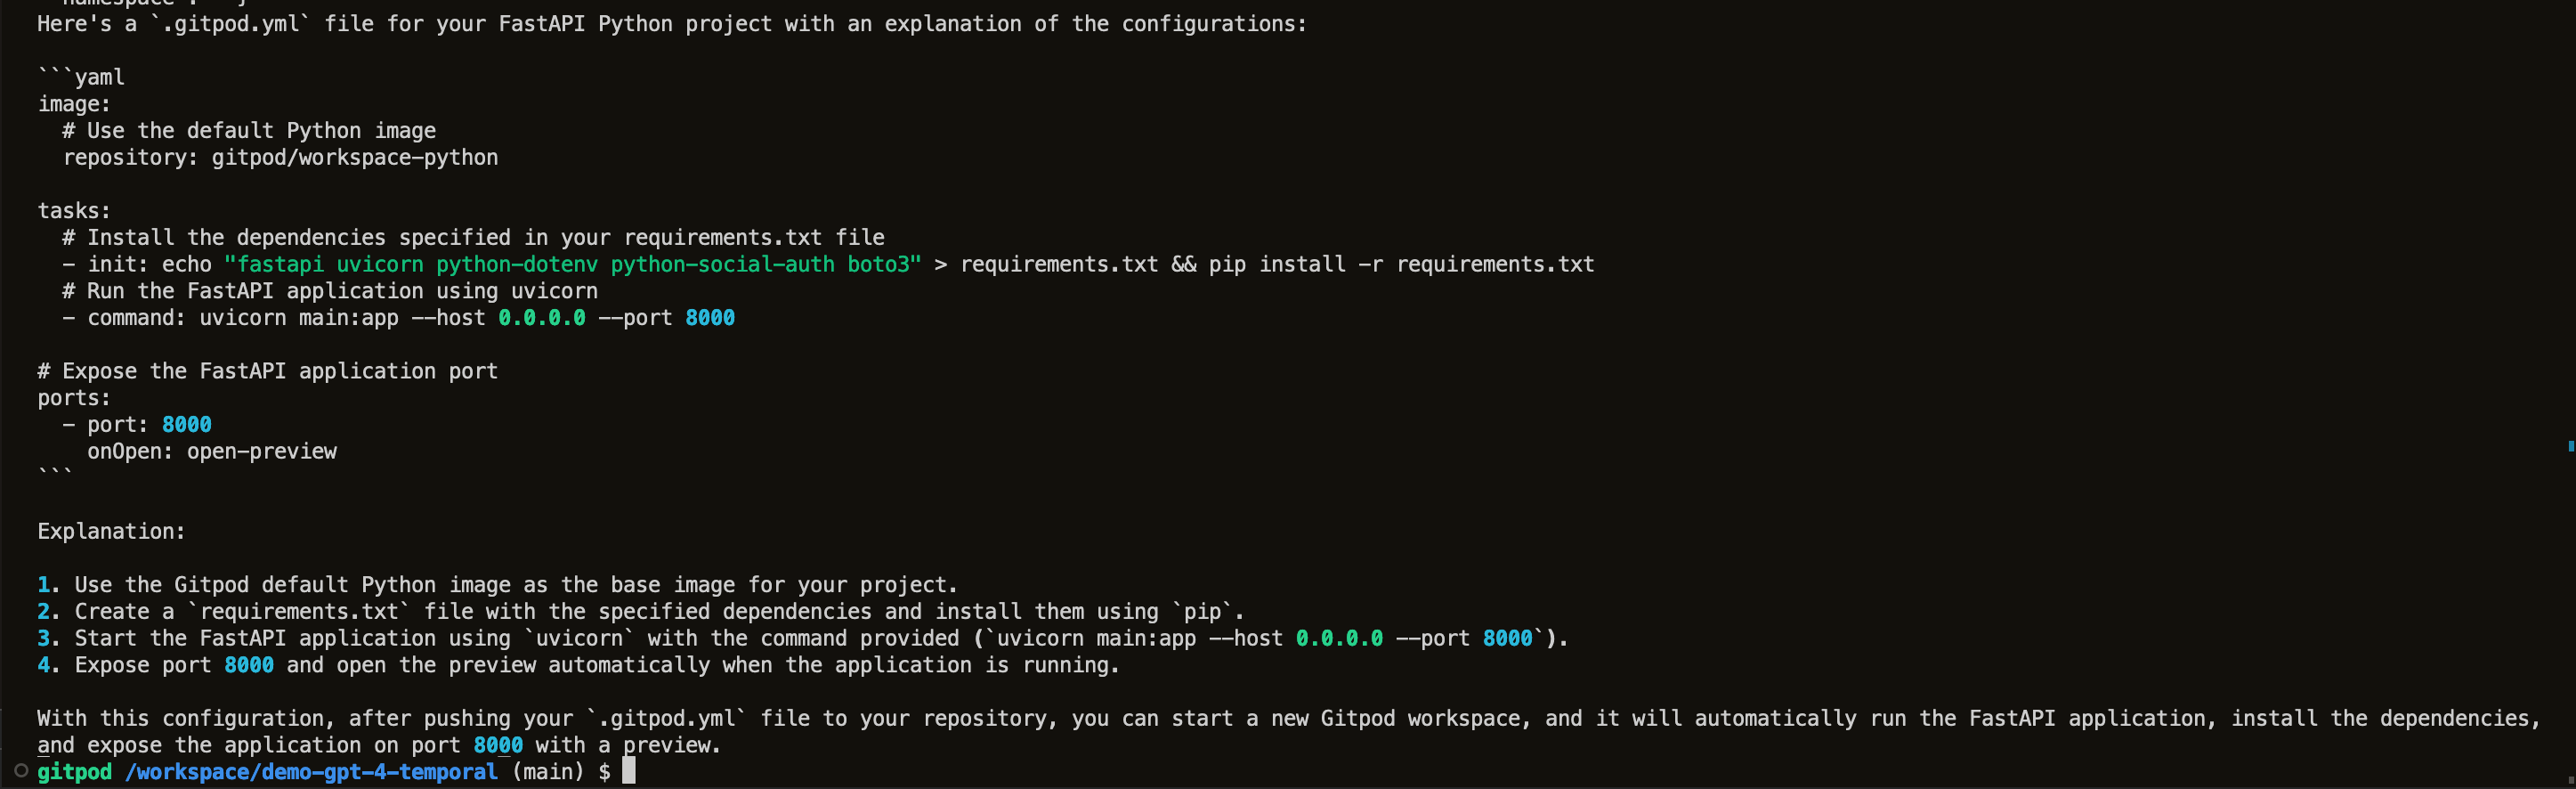 Here's a `.gitpod.yml` file for your FastAPI Python project with an explanation of the configurations:
```yaml
image:
  # Use the default Python image
  repository: gitpod/workspace-python
tasks:
  # Install the dependencies specified in your requirements.txt file
  - init: echo "fastapi uvicorn python-dotenv python-social-auth boto3" > requirements.txt && pip install -r requirements.txt
  # Run the FastAPI application using uvicorn
  - command: uvicorn main:app --host 0.0.0.0 --port 8000
# Expose the FastAPI application port
ports:
  - port: 8000
    onOpen: open-preview
```
Explanation:
1. Use the Gitpod default Python image as the base image for your project.
2. Create a `requirements.txt` file with the specified dependencies and install them using `pip`.
3. Start the FastAPI application using `uvicorn` with the command provided (`uvicorn main:app --host 0.0.0.0 --port 8000`).
4. Expose port 8000 and open the preview automatically when the application is running.
With this configuration, after pushing your `.gitpod.yml` file to your repository, you can start a new Gitpod workspace, and it will automatically run the FastAPI application, install the dependencies,
and expose the application on port 8000 with a preview.
gitpod /workspace/demo-gpt-4-temporal (main) $